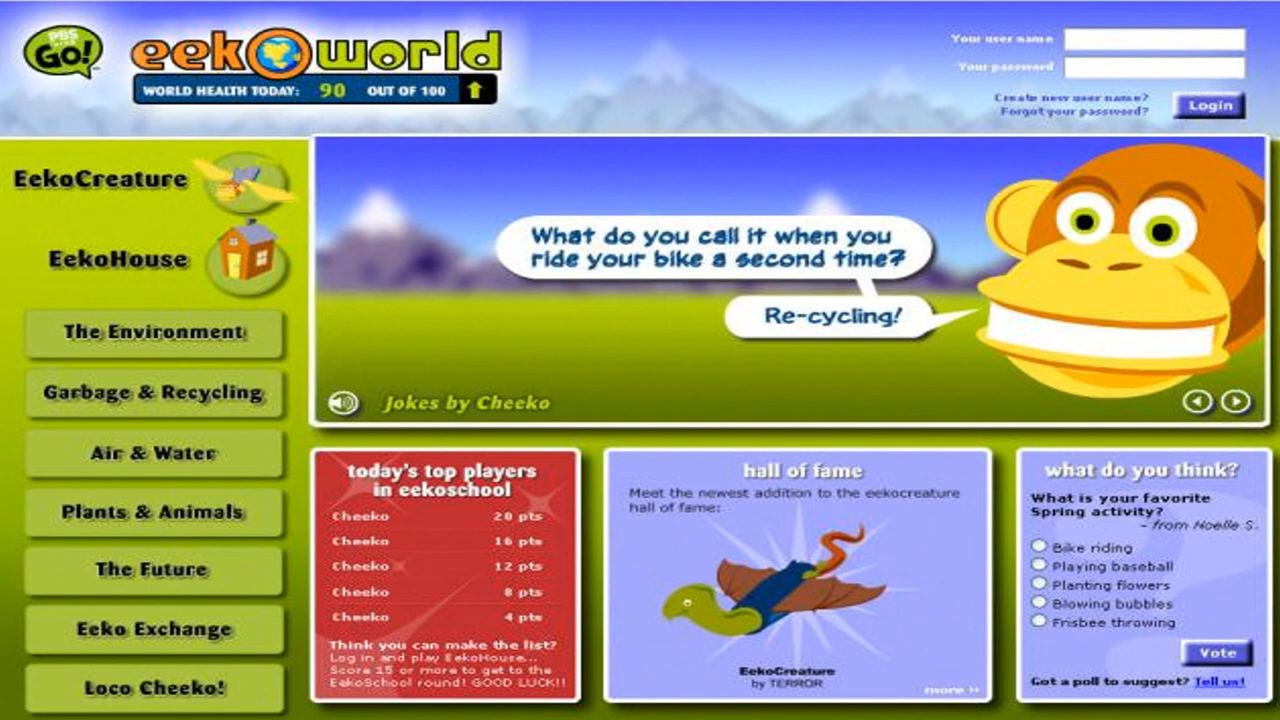 PBS
KIDS
GO!
eekoworld
WORLD HEALTH TODAY: 90 OUT OF 100
Your user name
Your password
Create new user name?
Forgot your password?
Login
EekoCreature
EekoHouse
The Environment
Garbage & Recycling
Air & Water
Plants & Animals
The Future
Eeko Exchange
Loco Cheeko!
What do you call it when you
ride your bike a second time?
Re-cycling!
Jokes by Cheeko
today's top players
in eekoschool
Cheeko 20 pts
Cheeko 16 pts
Cheeko 12 pts
Cheeko 8 pts
Cheeko 4 pts
Think you can make the list?
Log in and play EekoHouse...
Score 15 or more to get to the
EekoSchool round! GOOD LUCK!!
hall of fame
Meet the newest addition to the eekocreature
hall of fame:
EekoCreature
by TERROR
more »
what do you think?
What is your favorite
Spring activity?
- from Noelle S.
Bike riding
Playing baseball
Planting flowers
Blowing bubbles
Frisbee throwing
Vote
Got a poll to suggest? Tell us!